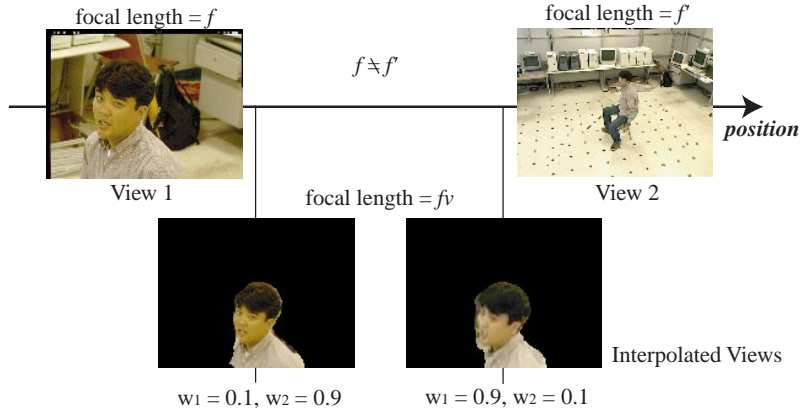 focal length = f
focal length = f'
f ≒ f'
position
View 1
View 2
focal length = fv
Interpolated Views
w1 = 0.1, w2 = 0.9
w1 = 0.9, w2 = 0.1